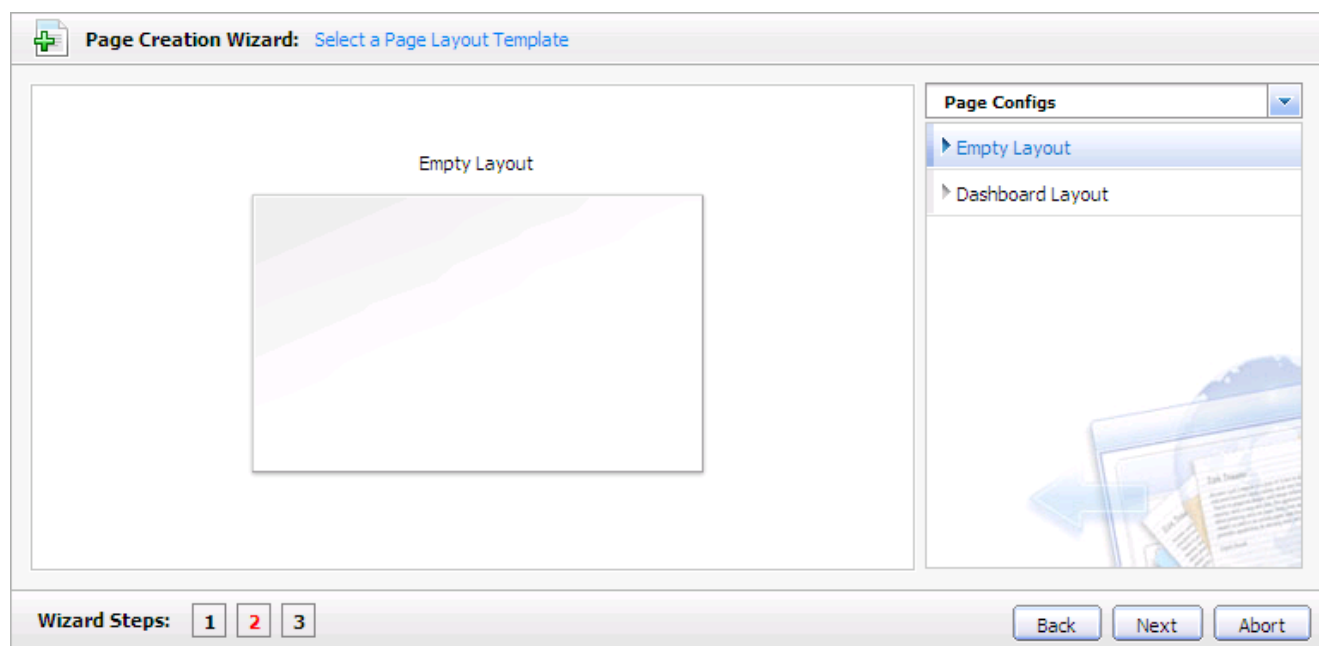 Page Creation Wizard: Select a Page Layout Template
Empty Layout
Page Configs
Empty Layout
Dashboard Layout
Wizard Steps: 1 2 3
Back Next Abort